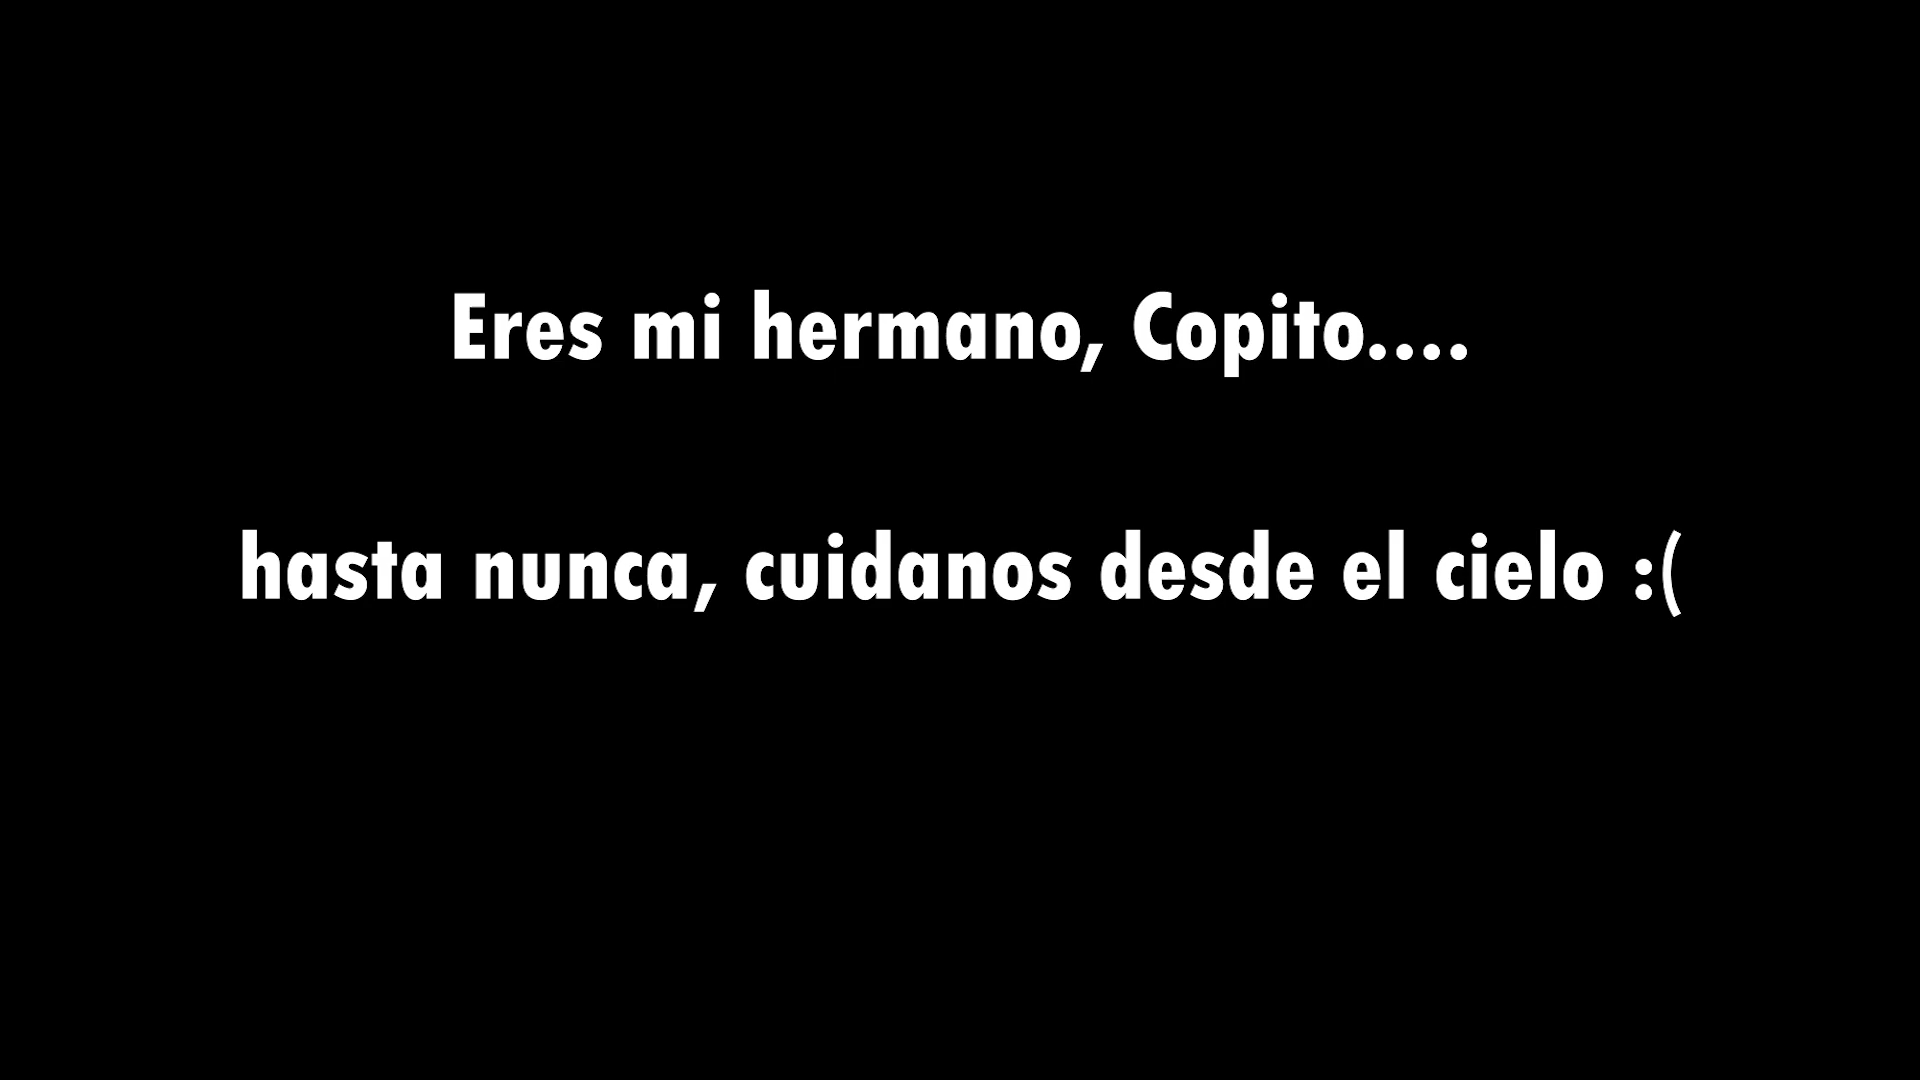 Eres mi hermano, Copito....
hasta nunca, cuidanos desde el cielo :(